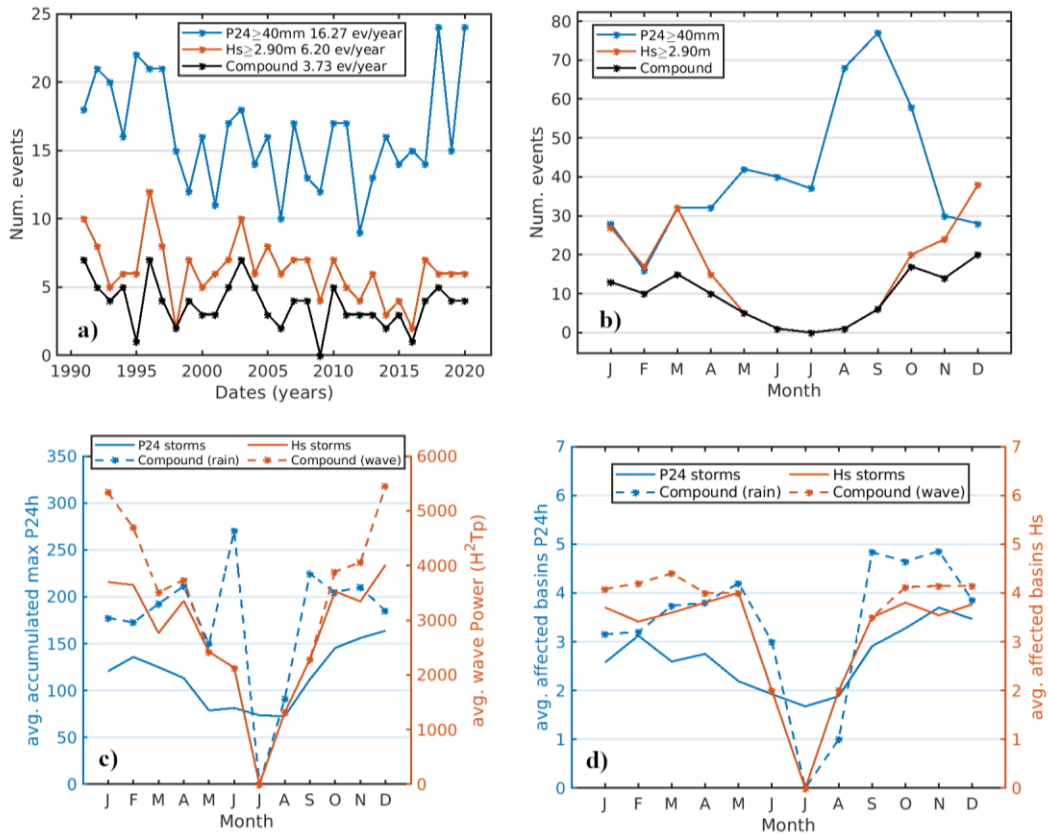 25
20
15
10
5
0
Num. events
P24≥40mm 16.27 ev/year
Hs≥2.90m 6.20 ev/year
Compound 3.73 ev/year
a)
1990 1995 2000 2005 2010 2015 2020
Dates (years)
80
70
60
50
40
30
20
10
0
Num. events
P24≥40mm
Hs≥2.90m
Compound
b)
J F M A M J J A S O N D
Month
P24 storms Hs storms
Compound (rain) Compound (wave)
350
300
250
200
150
100
50
0
avg. accumulated max P24h
6000
5000
4000
3000
2000
1000
0
avg. wave Power (H²Tp)
c)
J F M A M J J A S O N D
Month
P24 storms Hs storms
Compound (rain) Compound (wave)
7
6
5
4
3
2
1
0
avg. affected basins P24h
7
6
5
4
3
2
1
0
avg. affected basins Hs
d)
J F M A M J J A S O N D
Month